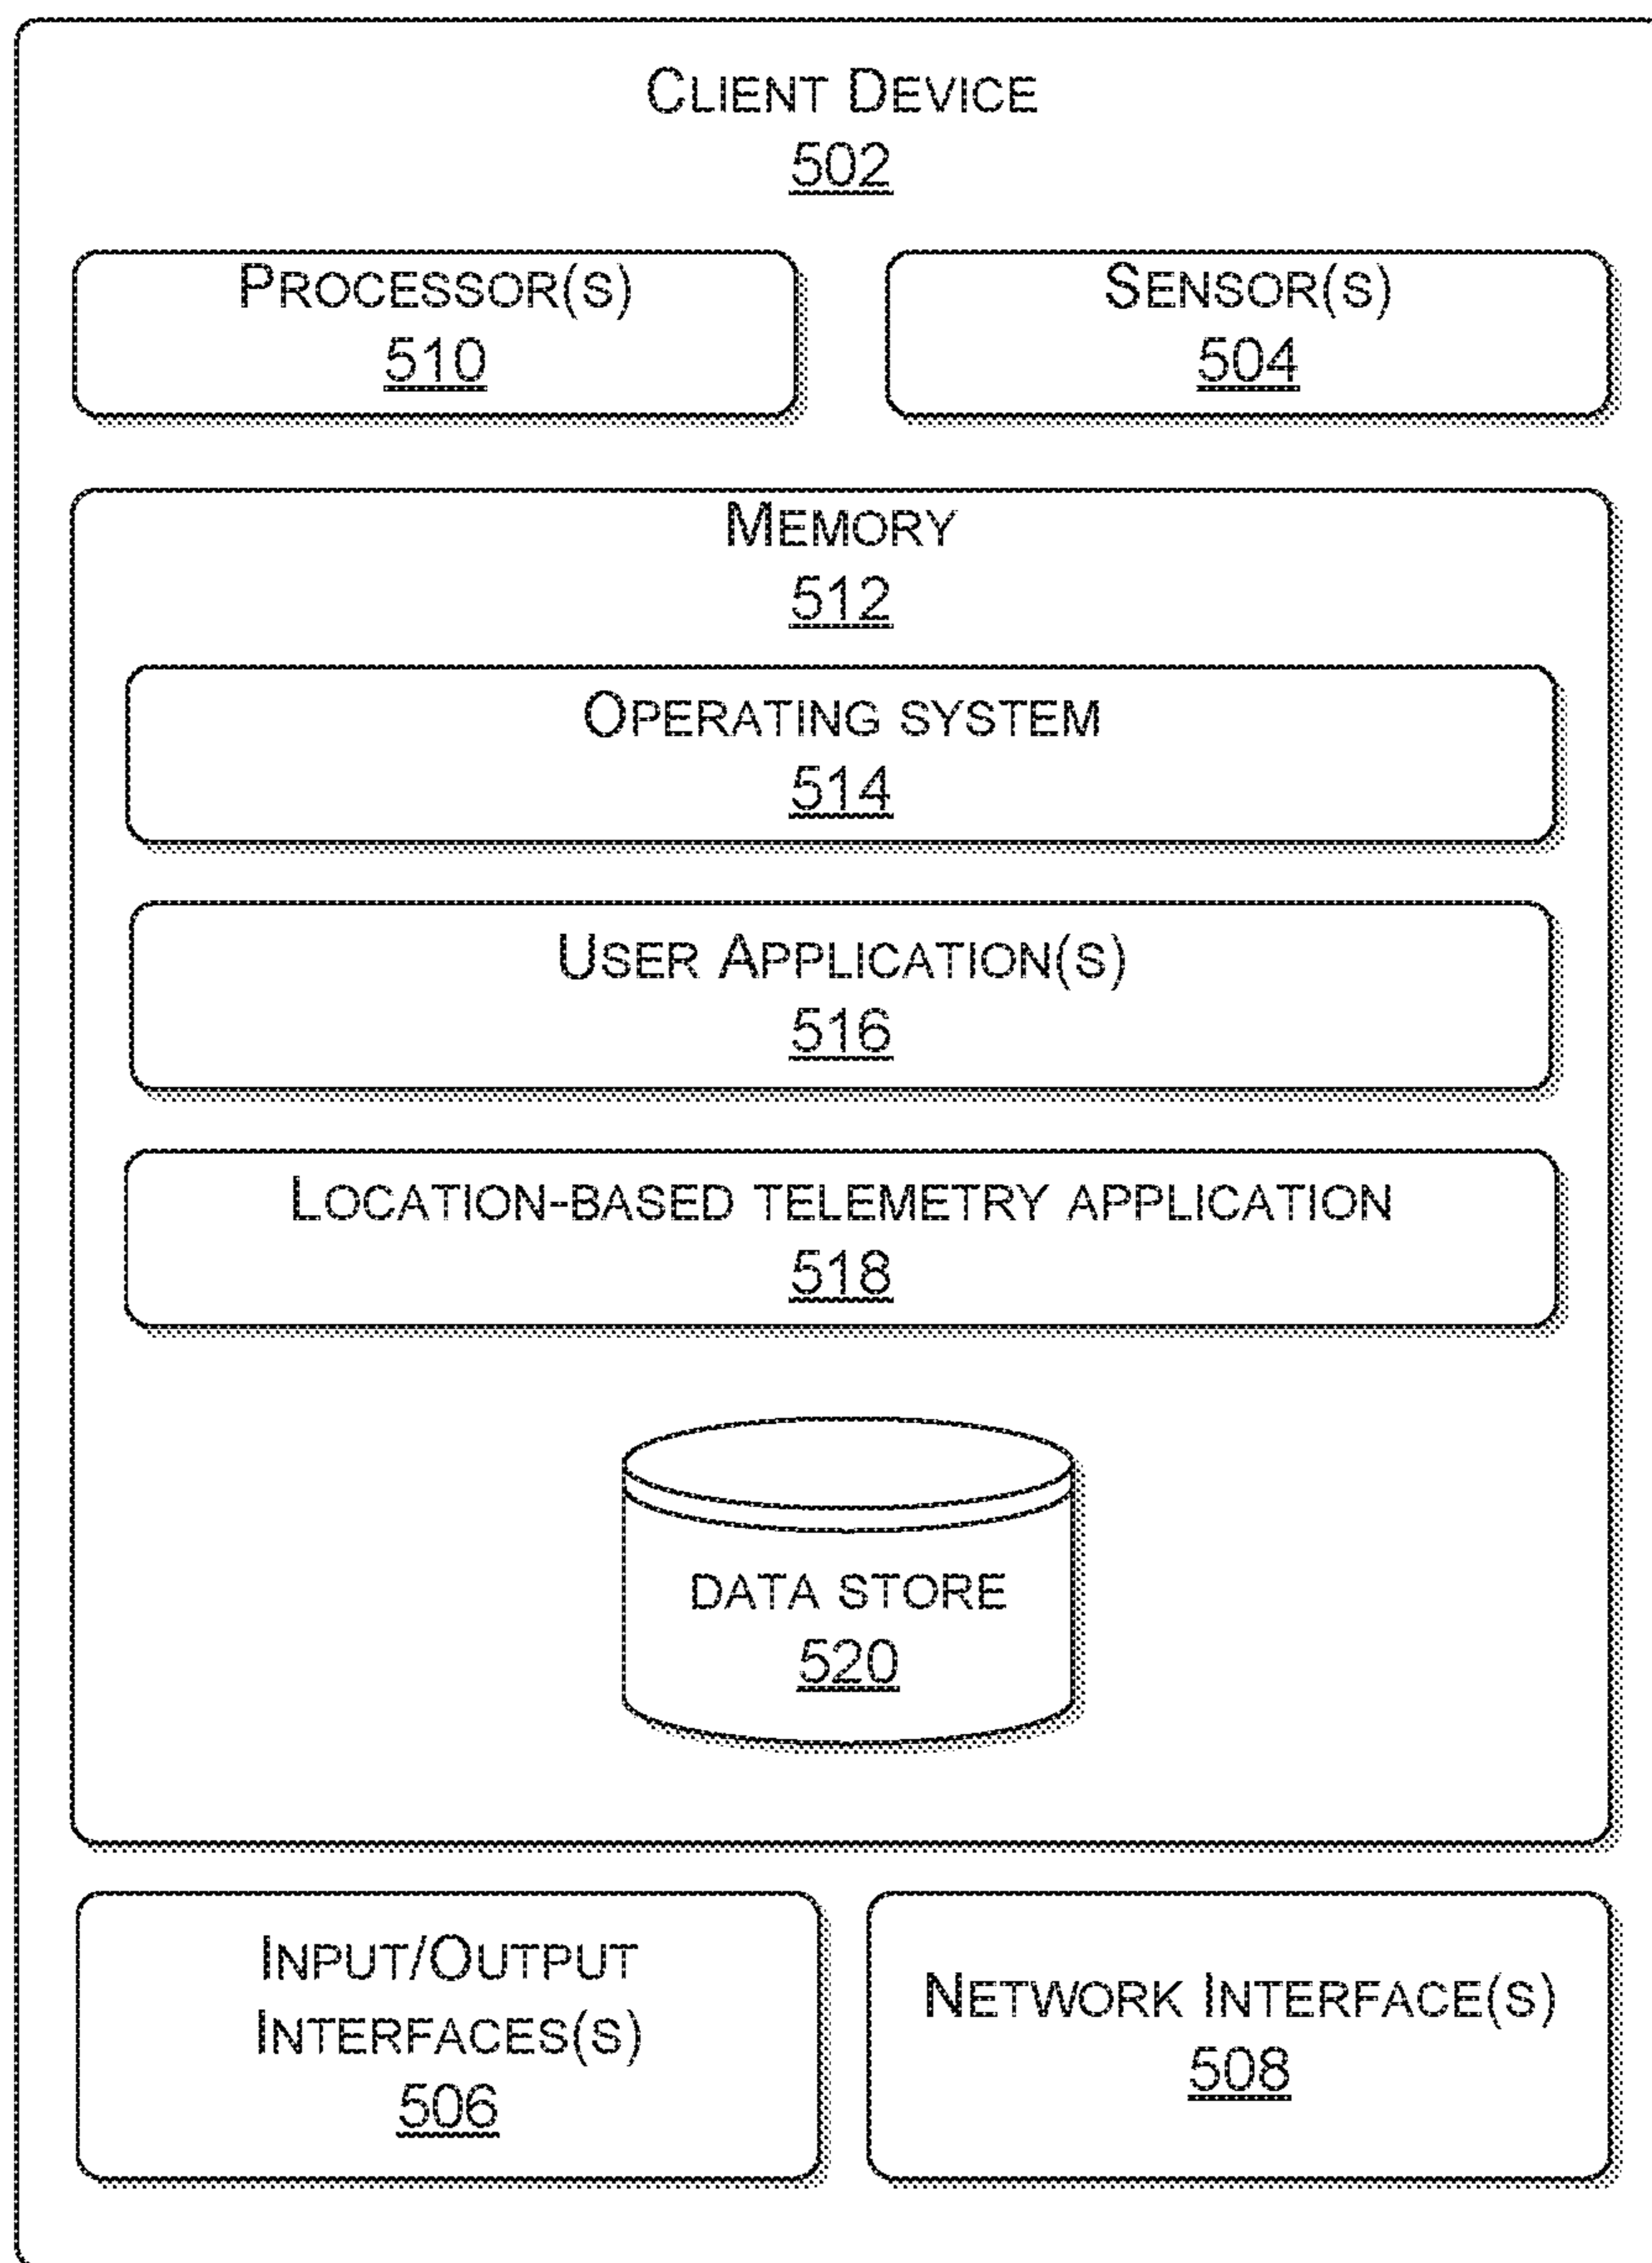 CLIENT DEVICE
502
PROCESSOR(S)
510
SENSOR(S)
504
MEMORY
512
OPERATING SYSTEM
514
USER APPLICATION(S)
516
LOCATION-BASED TELEMETRY APPLICATION
518
DATA STORE
520
INPUT/OUTPUT
INTERFACES(S)
506
NETWORK INTERFACE(S)
508